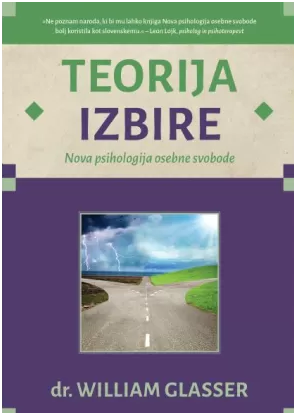 »Ne poznam naroda, ki bi mu lahko knjiga Nova psihologija osebne svobode
bolj koristila kot slovenskemu.« – Leon Lojk, psiholog in psihoterapevt
TEORIJA
IZBIRE
Nova psihologija osebne svobode
dr. WILLIAM GLASSER